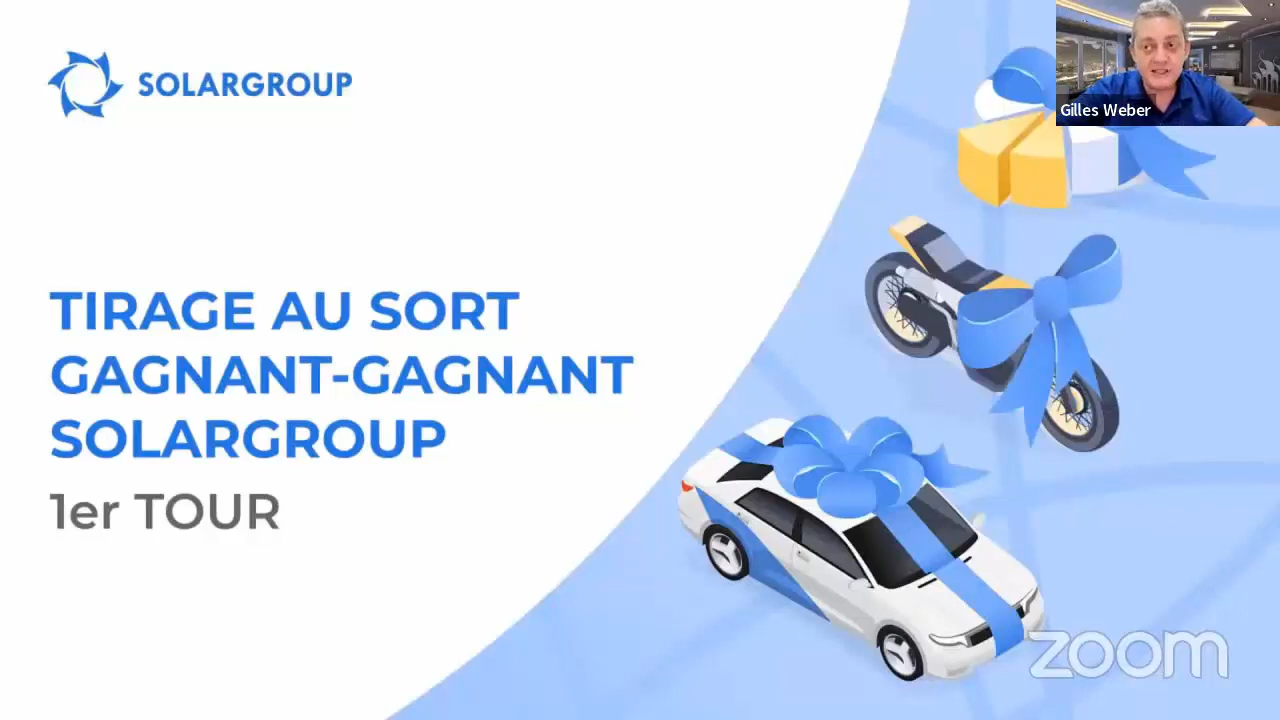 SOLARGROUP
Gilles Weber
TIRAGE AU SORT
GAGNANT-GAGNANT
SOLARGROUP
1er TOUR
zoom